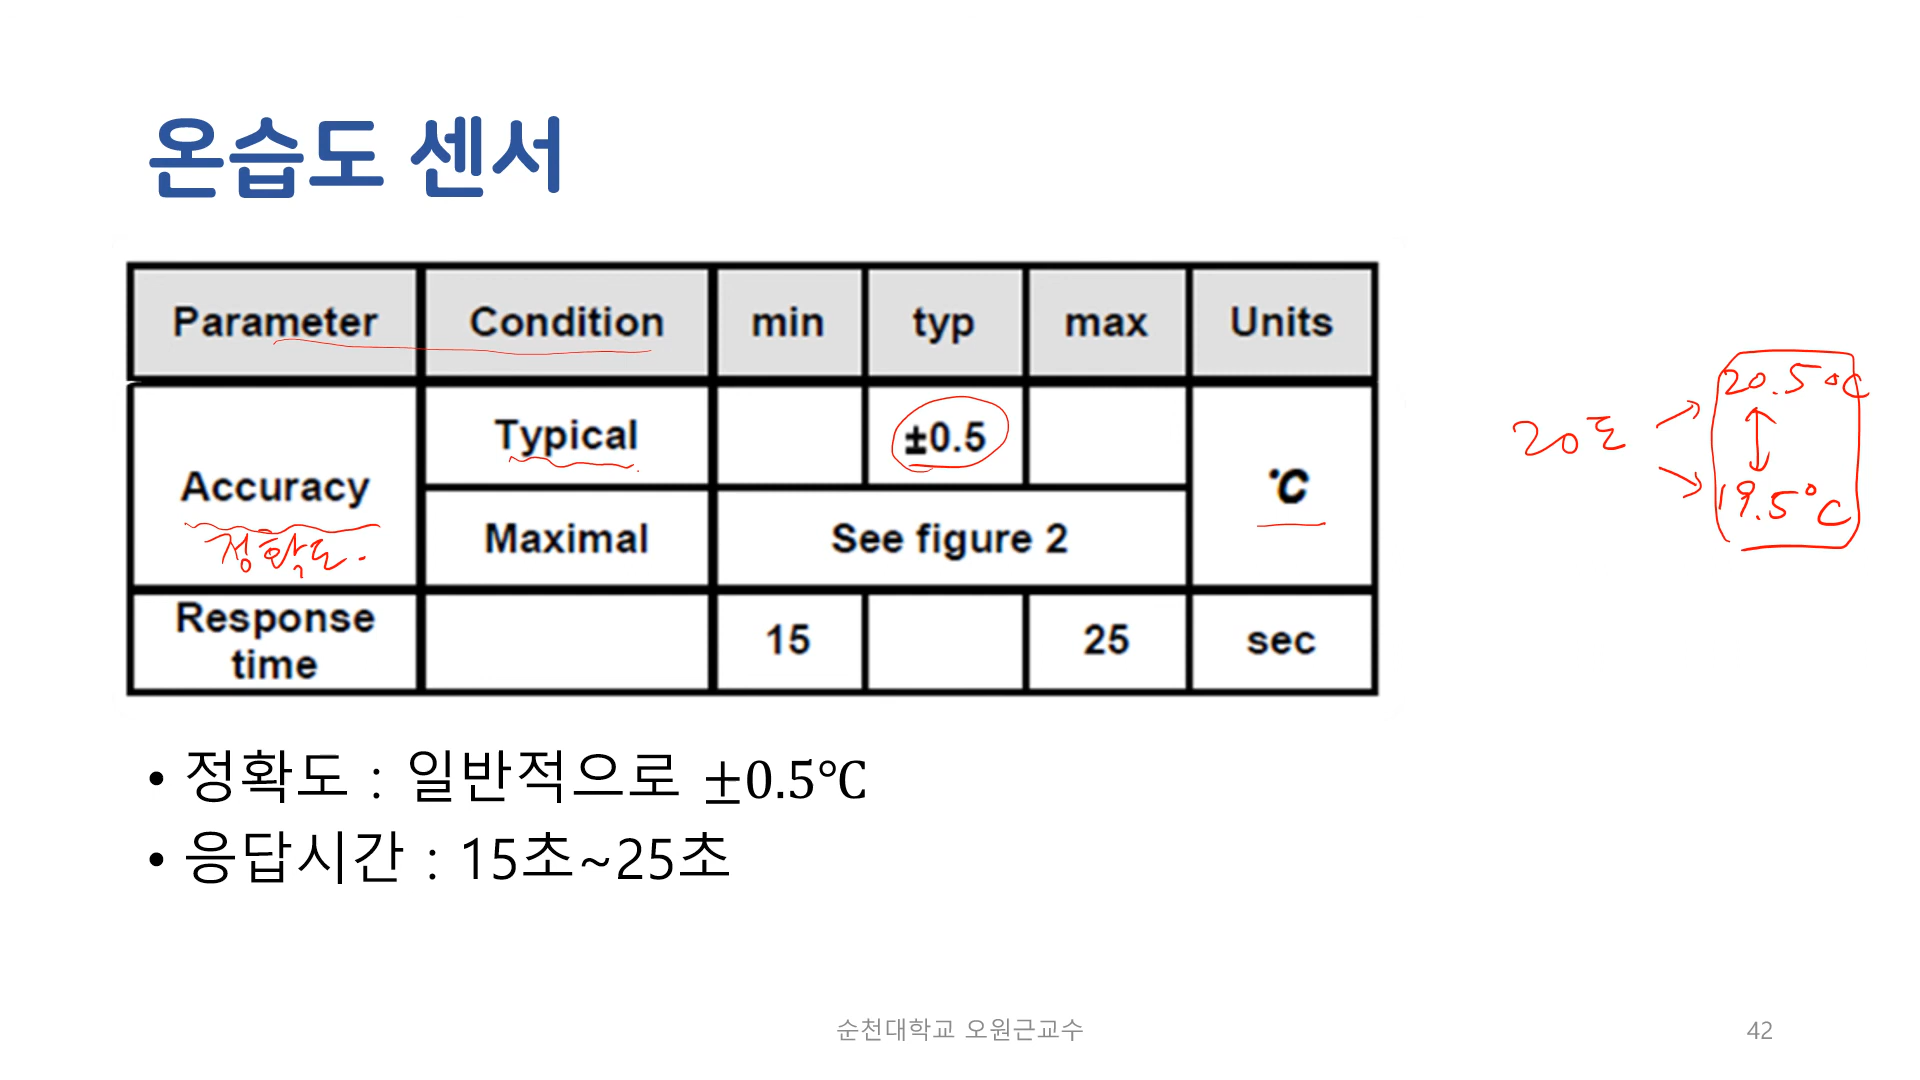 온습도 센서
Parameter Condition min typ max Units
Typical ±0.5
Accuracy °C
정확도.
Maximal See figure 2
Response time 15 25 sec
20도
20.5°C
19.5°C
• 정확도 : 일반적으로 ±0.5℃
• 응답시간 : 15초~25초
순천대학교 오원근교수
42